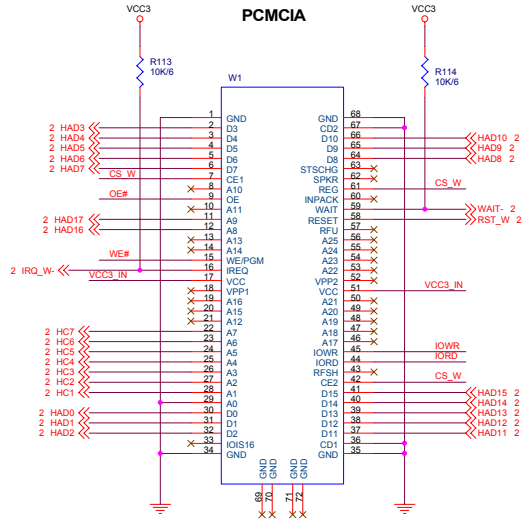 VCC3 PCMCIA VCC3
R113 10K/6
R114 10K/6
W1
1 GND GND 68
2 HAD3 2 D3 CD2 67
2 HAD4 3 D4 D10 66 HAD10 2
2 HAD5 4 D5 D9 65 HAD9 2
2 HAD6 5 D6 D8 64 HAD8 2
2 HAD7 6 D7 STSCHG 63
CS_W 7 CE1 SPKR 62
8 A10 REG 61 CS_W
OE# 9 OE INPACK 60
10 A11 WAIT 59 WAIT- 2
2 HAD17 11 A9 RESET 58 RST_W 2
2 HAD16 12 A8 RFU 57
13 A13 A25 56
14 A14 A24 55
WE# 15 WE/PGM A23 54
2 IRQ_W- 16 IREQ A22 53
VCC3_IN 17 VCC VPP2 52
18 VPP1 VCC 51 VCC3_IN
19 A16 A21 50
20 A15 A20 49
21 A12 A19 48
2 HC7 22 A7 A18 47
2 HC6 23 A6 A17 46
2 HC5 24 A5 IOWR 45 IOWR
2 HC4 25 A4 IORD 44 IORD
2 HC3 26 A3 RFSH 43
2 HC2 27 A2 CE2 42 CS_W
2 HC1 28 A1 D15 41 HAD15 2
29 A0 D14 40 HAD14 2
2 HAD0 30 D0 D13 39 HAD13 2
2 HAD1 31 D1 D12 38 HAD12 2
2 HAD2 32 D2 D11 37 HAD11 2
33 IOIS16 CD1 36
34 GND GND 35
GND GND GND GND
69 70 71 72